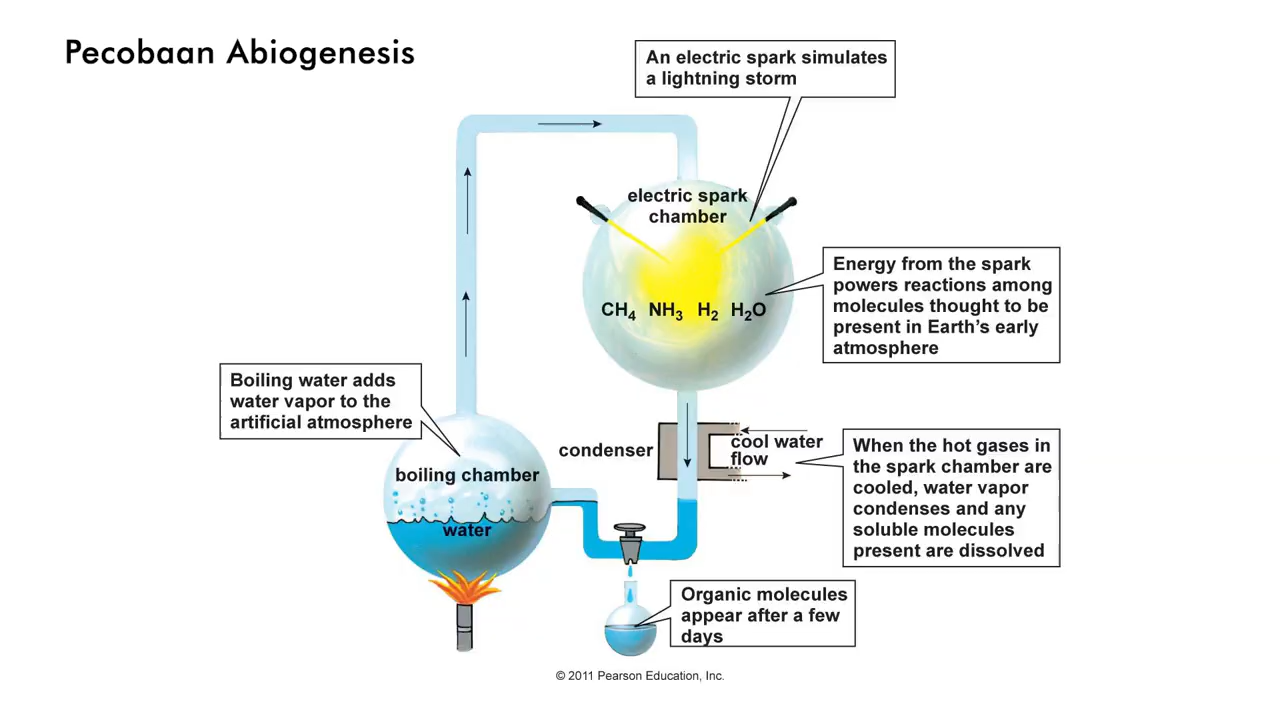 Pecobaan Abiogenesis
An electric spark simulates
a lightning storm
electric spark
chamber
Energy from the spark
powers reactions among
molecules thought to be
present in Earth's early
atmosphere
CH₄ NH₃ H₂ H₂O
Boiling water adds
water vapor to the
artificial atmosphere
boiling chamber
water
condenser
cool water
flow
When the hot gases in
the spark chamber are
cooled, water vapor
condenses and any
soluble molecules
present are dissolved
Organic molecules
appear after a few
days
© 2011 Pearson Education, Inc.